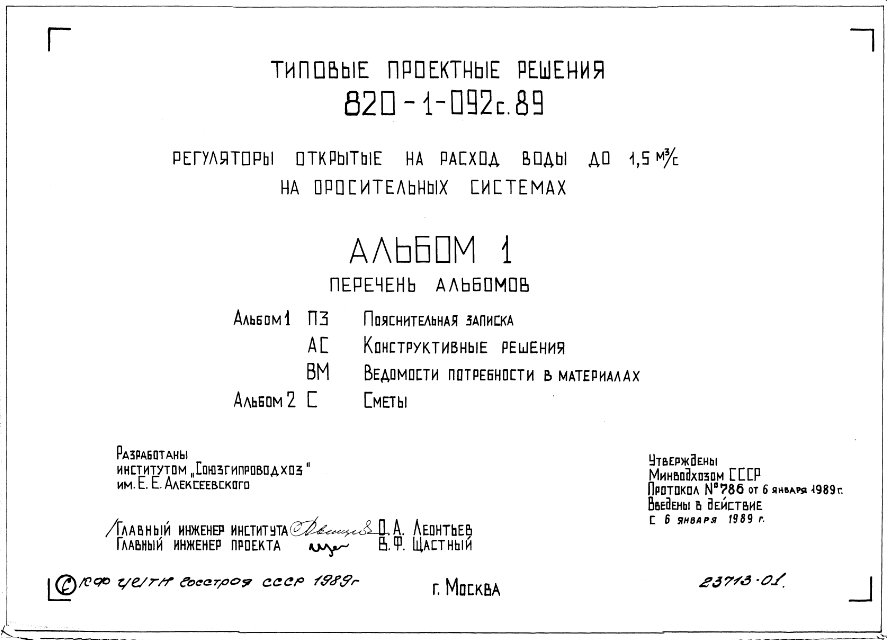 ТИПОВЫЕ ПРОЕКТНЫЕ РЕШЕНИЯ
820-1-092с.89
РЕГУЛЯТОРЫ ОТКРЫТЫЕ НА РАСХОД ВОДЫ ДО 1,5 М³/С
НА ОРОСИТЕЛЬНЫХ СИСТЕМАХ
АЛЬБОМ 1
ПЕРЕЧЕНЬ АЛЬБОМОВ
Альбом 1 ПЗ Пояснительная записка
АС Конструктивные решения
ВМ Ведомости потребности в материалах
Альбом 2 С Сметы
Разработаны
институтом „Союзгипроводхоз"
им. Е. Е. Алексеевского
Главный инженер института О. А. Леонтьев
Главный инженер проекта В. Ф. Щастный
Утверждены
Минводхозом СССР
Протокол № 786 от 6 января 1989 г.
Введены в действие
с 6 января 1989 г.
© КФ ЦИТП Госстроя СССР 1989г
г. Москва
23713-01